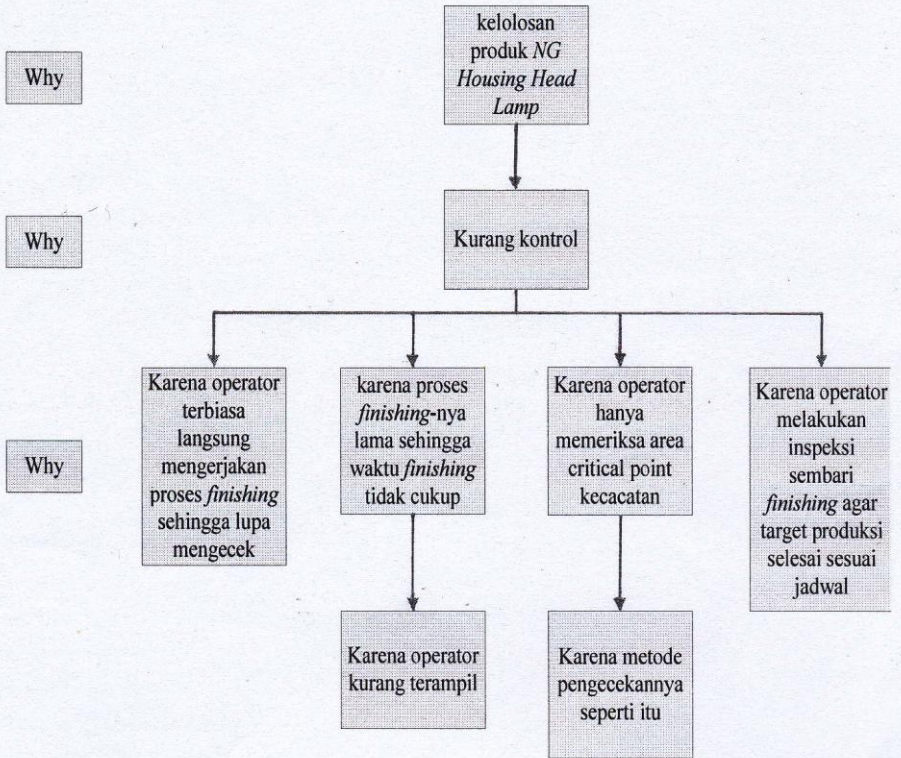 Why
kelolosan
produk NG
Housing Head
Lamp
Why
Kurang kontrol
Why
Karena operator
terbiasa
langsung
mengerjakan
proses finishing
sehingga lupa
mengecek
karena proses
finishing-nya
lama sehingga
waktu finishing
tidak cukup
Karena operator
hanya
memeriksa area
critical point
kecacatan
Karena operator
melakukan
inspeksi
sembari
finishing agar
target produksi
selesai sesuai
jadwal
Karena operator
kurang terampil
Karena metode
pengecekannya
seperti itu